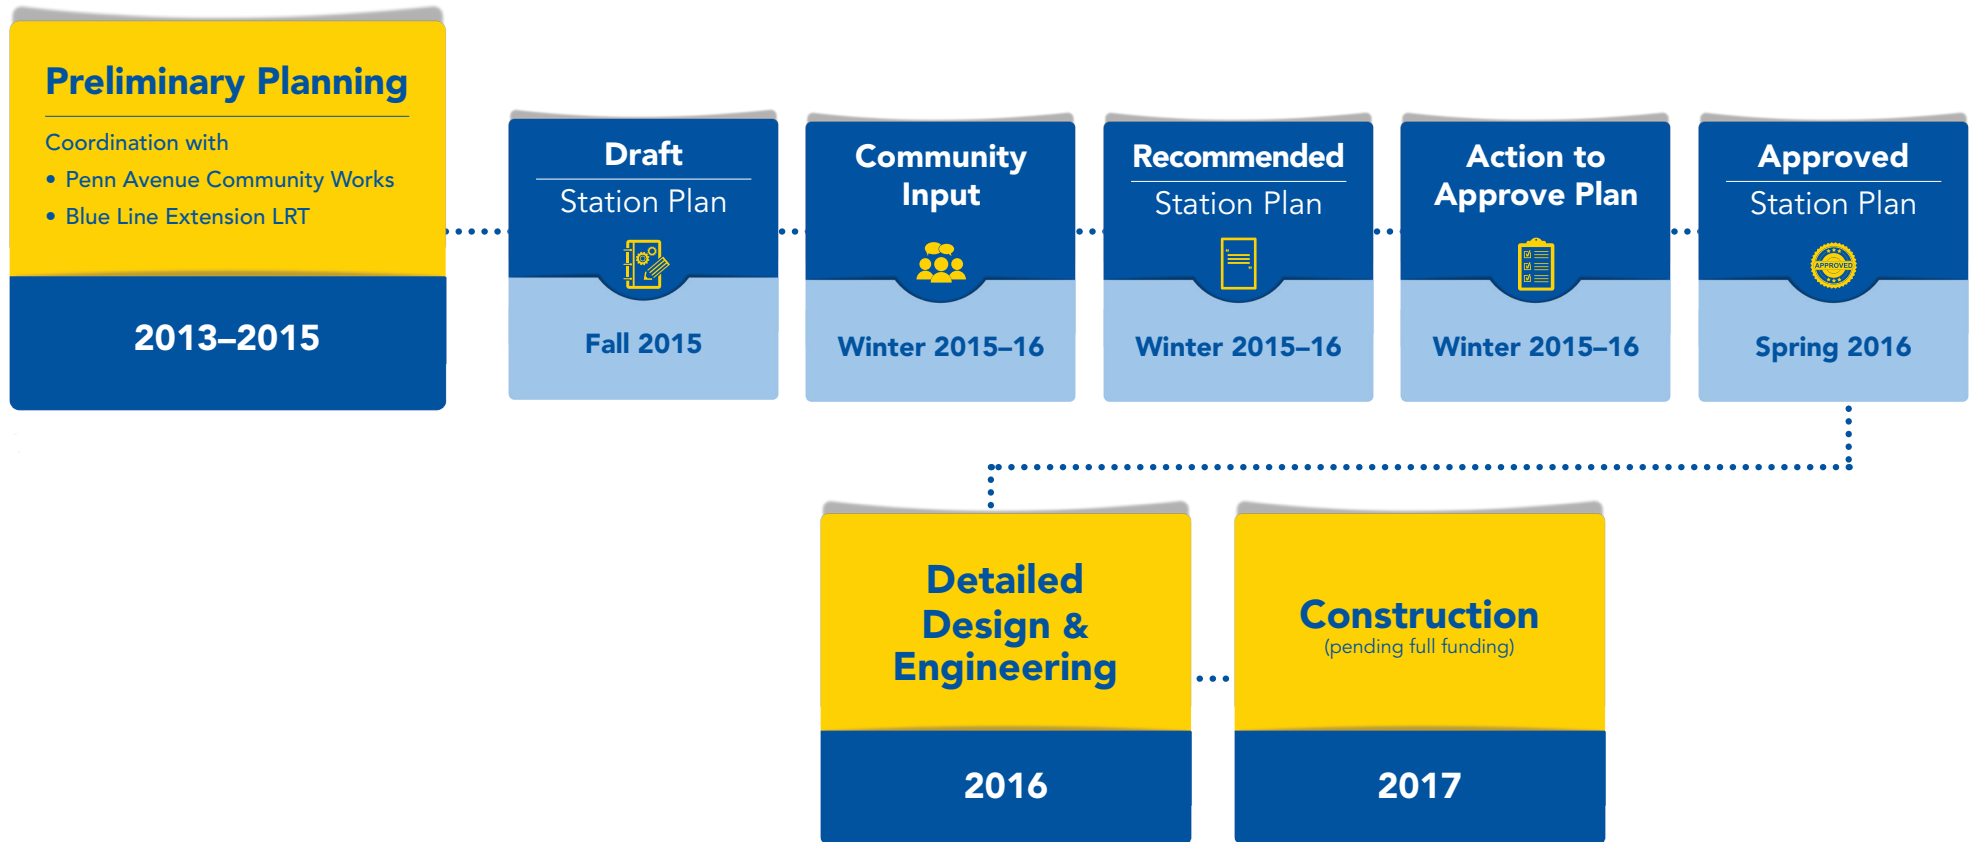 Preliminary Planning
Coordination with
• Penn Avenue Community Works
• Blue Line Extension LRT
2013–2015
Draft
Station Plan
Fall 2015
Community
Input
Winter 2015–16
Recommended
Station Plan
Winter 2015–16
Action to
Approve Plan
Winter 2015–16
Approved
Station Plan
APPROVED
Spring 2016
Detailed
Design &
Engineering
2016
Construction
(pending full funding)
2017